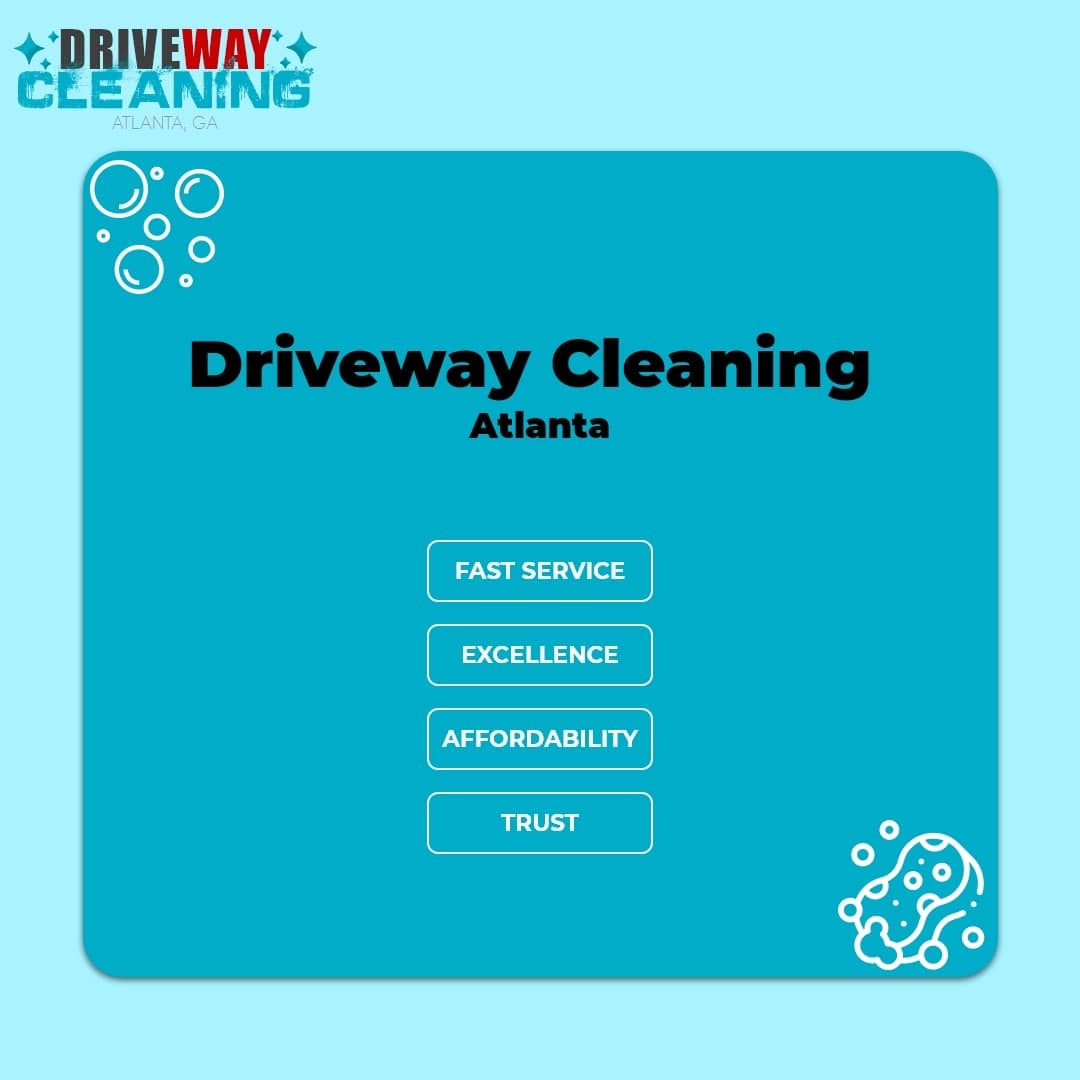 DRIVEWAY
CLEANING
ATLANTA, GA
Driveway Cleaning
Atlanta
FAST SERVICE
EXCELLENCE
AFFORDABILITY
TRUST